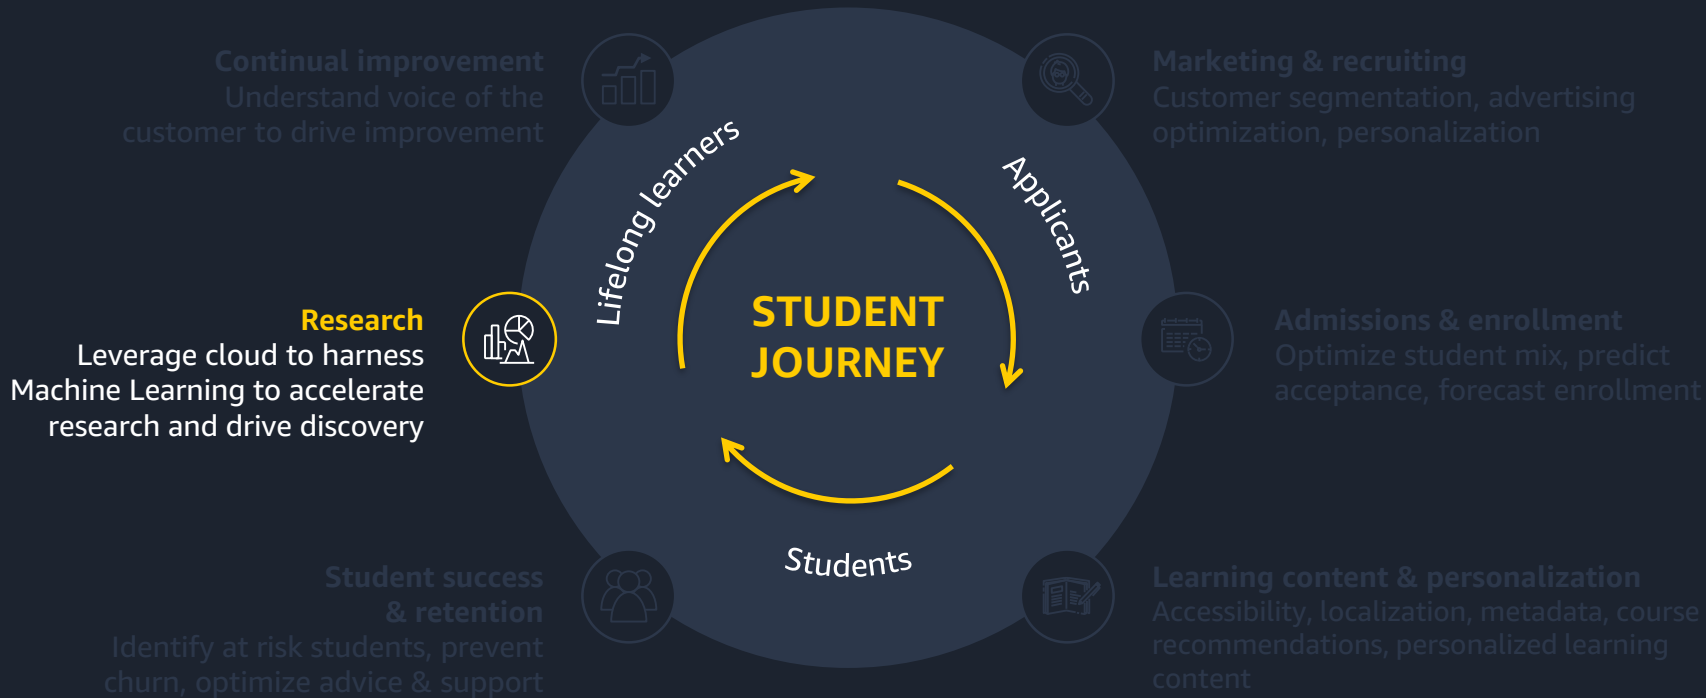 Continual improvement
Understand voice of the
customer to drive improvement
Marketing & recruiting
Customer segmentation, advertising
optimization, personalization
Lifelong learners
Applicants
STUDENT
JOURNEY
Research
Leverage cloud to harness
Machine Learning to accelerate
research and drive discovery
Admissions & enrollment
Optimize student mix, predict
acceptance, forecast enrollment
Students
Student success
& retention
Identify at risk students, prevent
churn, optimize advice & support
Learning content & personalization
Accessibility, localization, metadata, course
recommendations, personalized learning
content